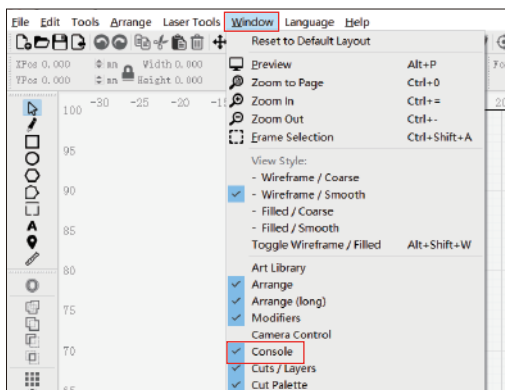 File Edit Tools Arrange Laser Tools Window Language Help
Reset to Default Layout
XPos 0.000 mm Width 0.000
YPos 0.000 mm Height 0.000
Preview Alt+P
Zoom to Page Ctrl+0
Zoom In Ctrl+=
Zoom Out Ctrl+-
Frame Selection Ctrl+Shift+A
-30 -25 -20
100
95
90
85
80
75
70
View Style:
- Wireframe / Coarse
- Wireframe / Smooth
- Filled / Coarse
- Filled / Smooth
Toggle Wireframe / Filled Alt+Shift+W
Art Library
Arrange
Arrange (long)
Modifiers
Camera Control
Console
Cuts / Layers
Cut Palette